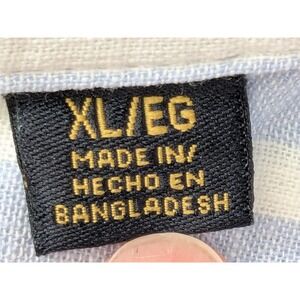 XL/EG
MADE IN/
HECHO EN
BANGLADESH